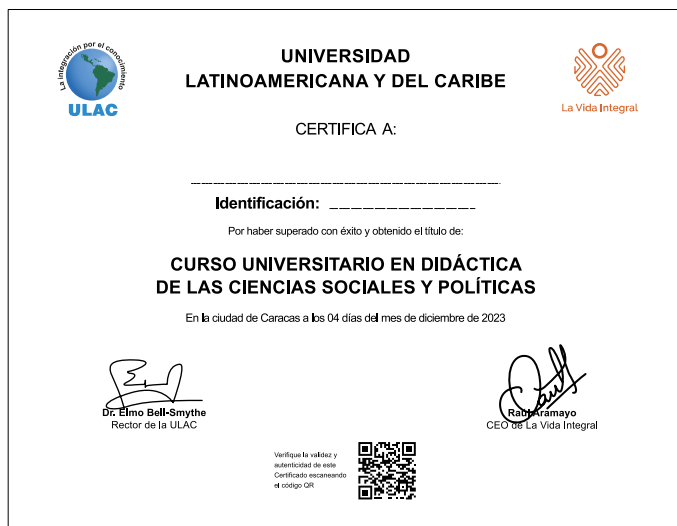 La integración por el conocimiento
ULAC
UNIVERSIDAD
LATINOAMERICANA Y DEL CARIBE
La Vida Integral
CERTIFICA A:
Identificación:
Por haber superado con éxito y obtenido el título de:
CURSO UNIVERSITARIO EN DIDÁCTICA
DE LAS CIENCIAS SOCIALES Y POLÍTICAS
En la ciudad de Caracas a los 04 días del mes de diciembre de 2023
Dr. Elmo Bell-Smythe
Rector de la ULAC
Raúl Aramayo
CEO de La Vida Integral
Verifique la validez y
autenticidad de este
Certificado escaneando
el código QR